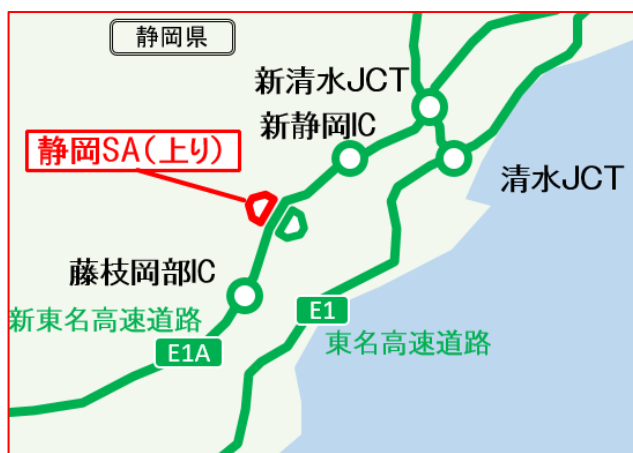 静岡県
新清水JCT
新静岡IC
静岡SA(上り)
清水JCT
藤枝岡部IC
新東名高速道路
E1
E1A
東名高速道路